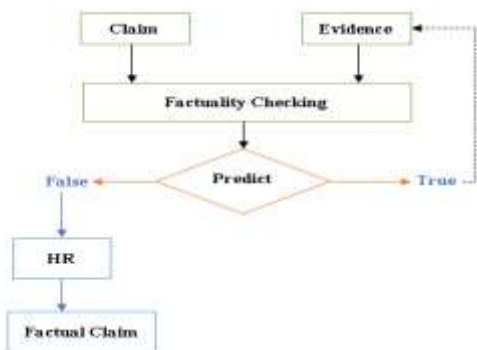 Claim
Evidence
Factuality Checking
Predict
False
True
HR
Factual Claim